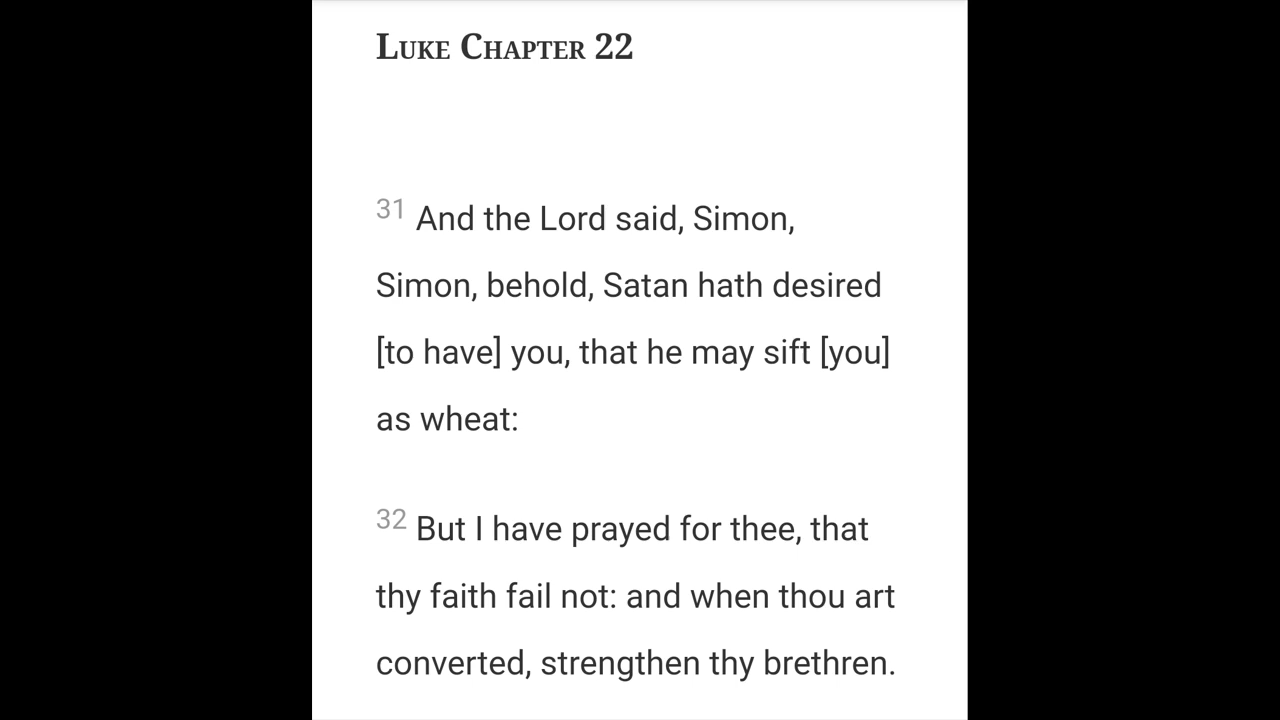 Luke Chapter 22
31 And the Lord said, Simon,
Simon, behold, Satan hath desired
[to have] you, that he may sift [you]
as wheat:
32 But I have prayed for thee, that
thy faith fail not: and when thou art
converted, strengthen thy brethren.